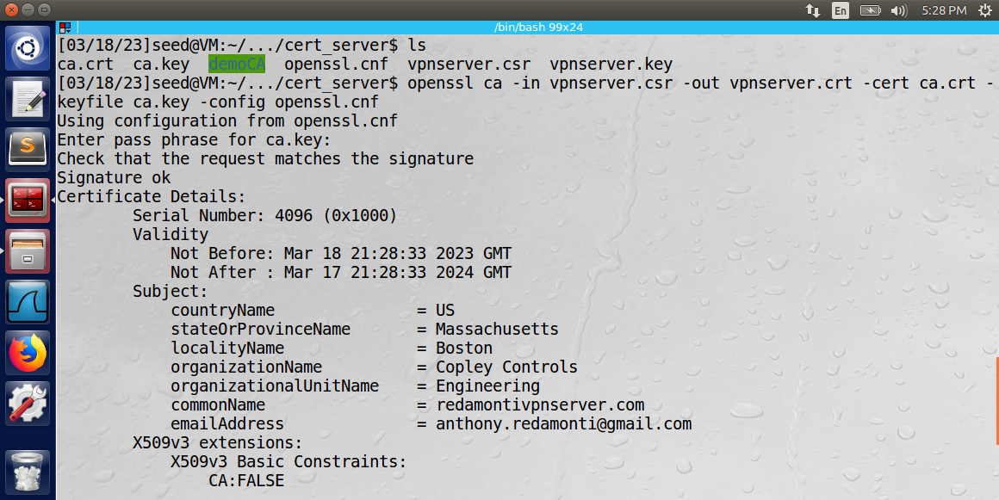 En 5:28 PM
/bin/bash 99x24
[03/18/23]seed@VM:~/.../cert_server$ ls
ca.crt ca.key demoCA openssl.cnf vpnserver.csr vpnserver.key
[03/18/23]seed@VM:~/.../cert_server$ openssl ca -in vpnserver.csr -out vpnserver.crt -cert ca.crt -
keyfile ca.key -config openssl.cnf
Using configuration from openssl.cnf
Enter pass phrase for ca.key:
Check that the request matches the signature
Signature ok
Certificate Details:
Serial Number: 4096 (0x1000)
Validity
Not Before: Mar 18 21:28:33 2023 GMT
Not After : Mar 17 21:28:33 2024 GMT
Subject:
countryName = US
stateOrProvinceName = Massachusetts
localityName = Boston
organizationName = Copley Controls
organizationalUnitName = Engineering
commonName = redamontivpnserver.com
emailAddress = anthony.redamonti@gmail.com
X509v3 extensions:
X509v3 Basic Constraints:
CA:FALSE